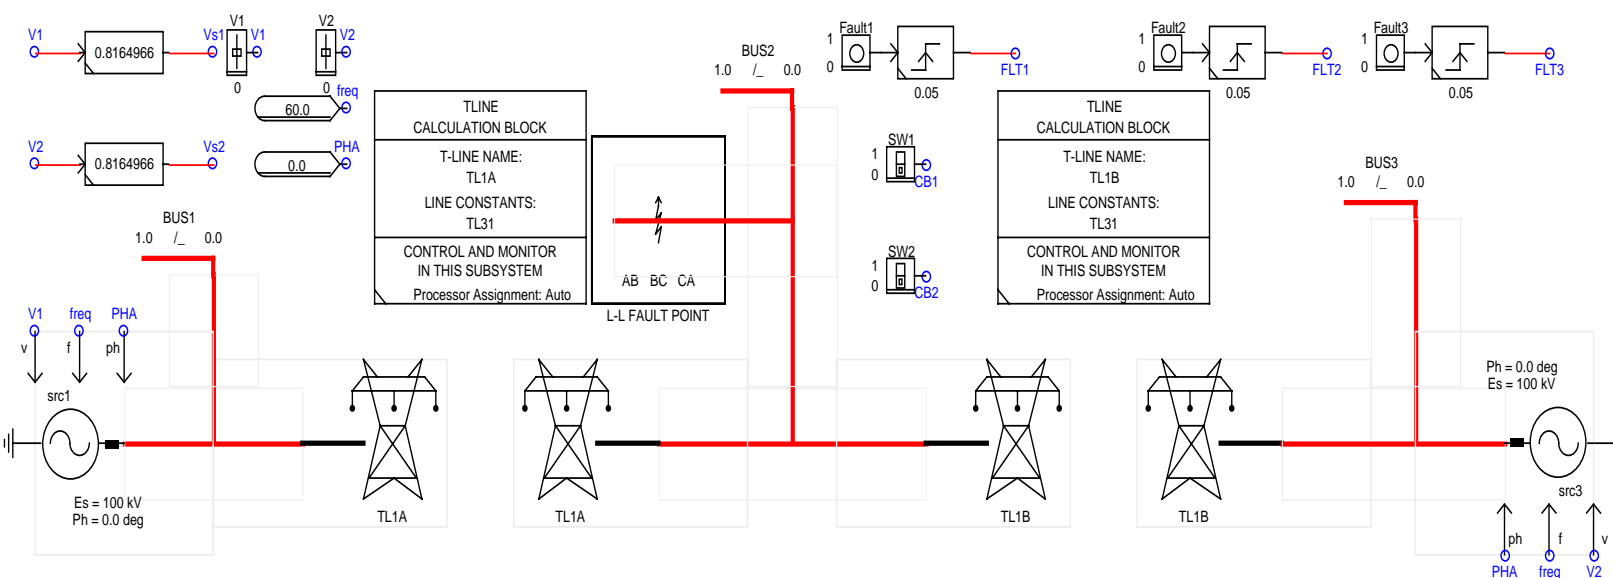 V1
0.8164966
Vs1
V1
V1
0
V2
V2
0
freq
60.0
V2
0.8164966
Vs2
PHA
0.0
BUS1
1.0 /_ 0.0
TLINE
CALCULATION BLOCK
T-LINE NAME:
TL1A
LINE CONSTANTS:
TL31
CONTROL AND MONITOR
IN THIS SUBSYSTEM
Processor Assignment: Auto
BUS2
1.0 /_ 0.0
AB BC CA
L-L FAULT POINT
Fault1
1
0
0.05
FLT1
Fault2
1
0
0.05
FLT2
Fault3
1
0
0.05
FLT3
SW1
1
0
CB1
SW2
1
0
CB2
TLINE
CALCULATION BLOCK
T-LINE NAME:
TL1B
LINE CONSTANTS:
TL31
CONTROL AND MONITOR
IN THIS SUBSYSTEM
Processor Assignment: Auto
BUS3
1.0 /_ 0.0
V1 freq PHA
v f ph
src1
Es = 100 kV
Ph = 0.0 deg
TL1A
TL1A
TL1B
TL1B
Ph = 0.0 deg
Es = 100 kV
src3
ph f v
PHA freq V2